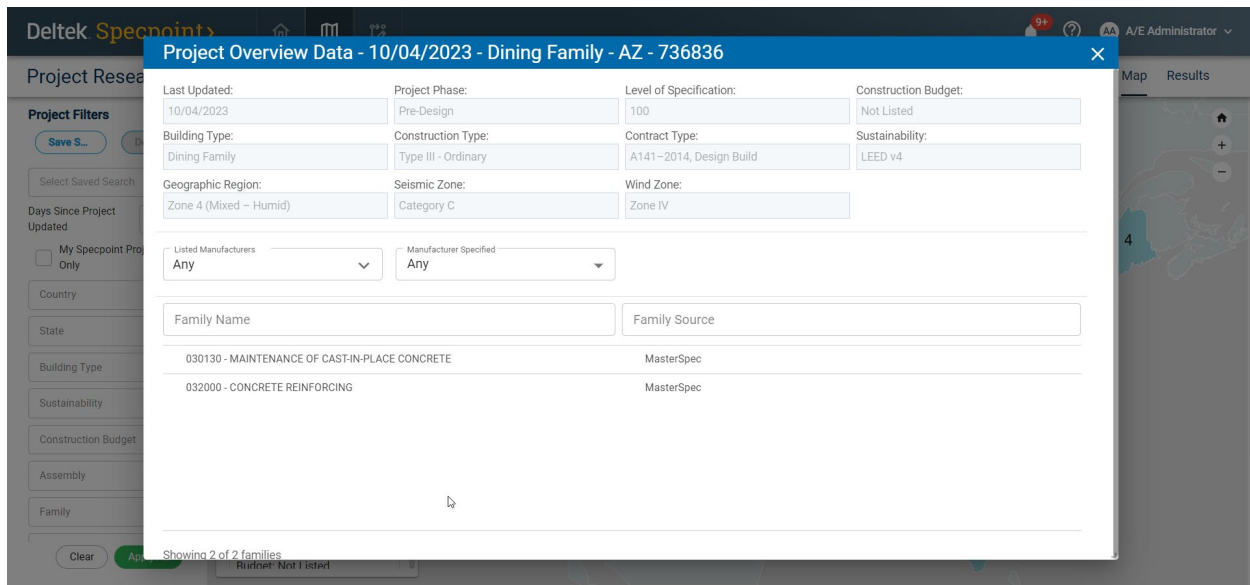 Deltek Specpoint
9+
AA A/E Administrator
Project Overview Data - 10/04/2023 - Dining Family - AZ - 736836
Project Resea
Map Results
Project Filters
Save S...
D
Select Saved Search
Days Since Project
Updated
My Specpoint Proj
Only
Country
State
Building Type
Sustainability
Construction Budget
Assembly
Family
Clear
App
Last Updated: Project Phase: Level of Specification: Construction Budget:
10/04/2023 Pre-Design 100 Not Listed
Building Type: Construction Type: Contract Type: Sustainability:
Dining Family Type III - Ordinary A141–2014, Design Build LEED v4
Geographic Region: Seismic Zone: Wind Zone:
Zone 4 (Mixed – Humid) Category C Zone IV
Listed Manufacturers Manufacturer Specified
Any Any
Family Name Family Source
030130 - MAINTENANCE OF CAST-IN-PLACE CONCRETE MasterSpec
032000 - CONCRETE REINFORCING MasterSpec
Showing 2 of 2 families
Budget: Not Listed
4